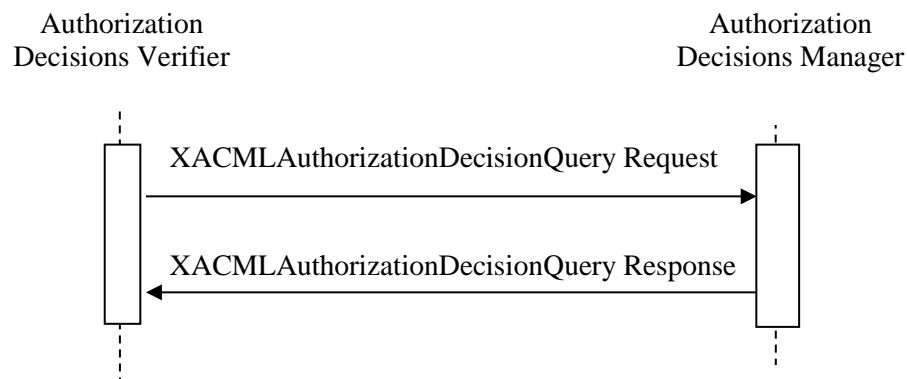 Authorization
Decisions Verifier
Authorization
Decisions Manager
XACMLAuthorizationDecisionQuery Request
XACMLAuthorizationDecisionQuery Response